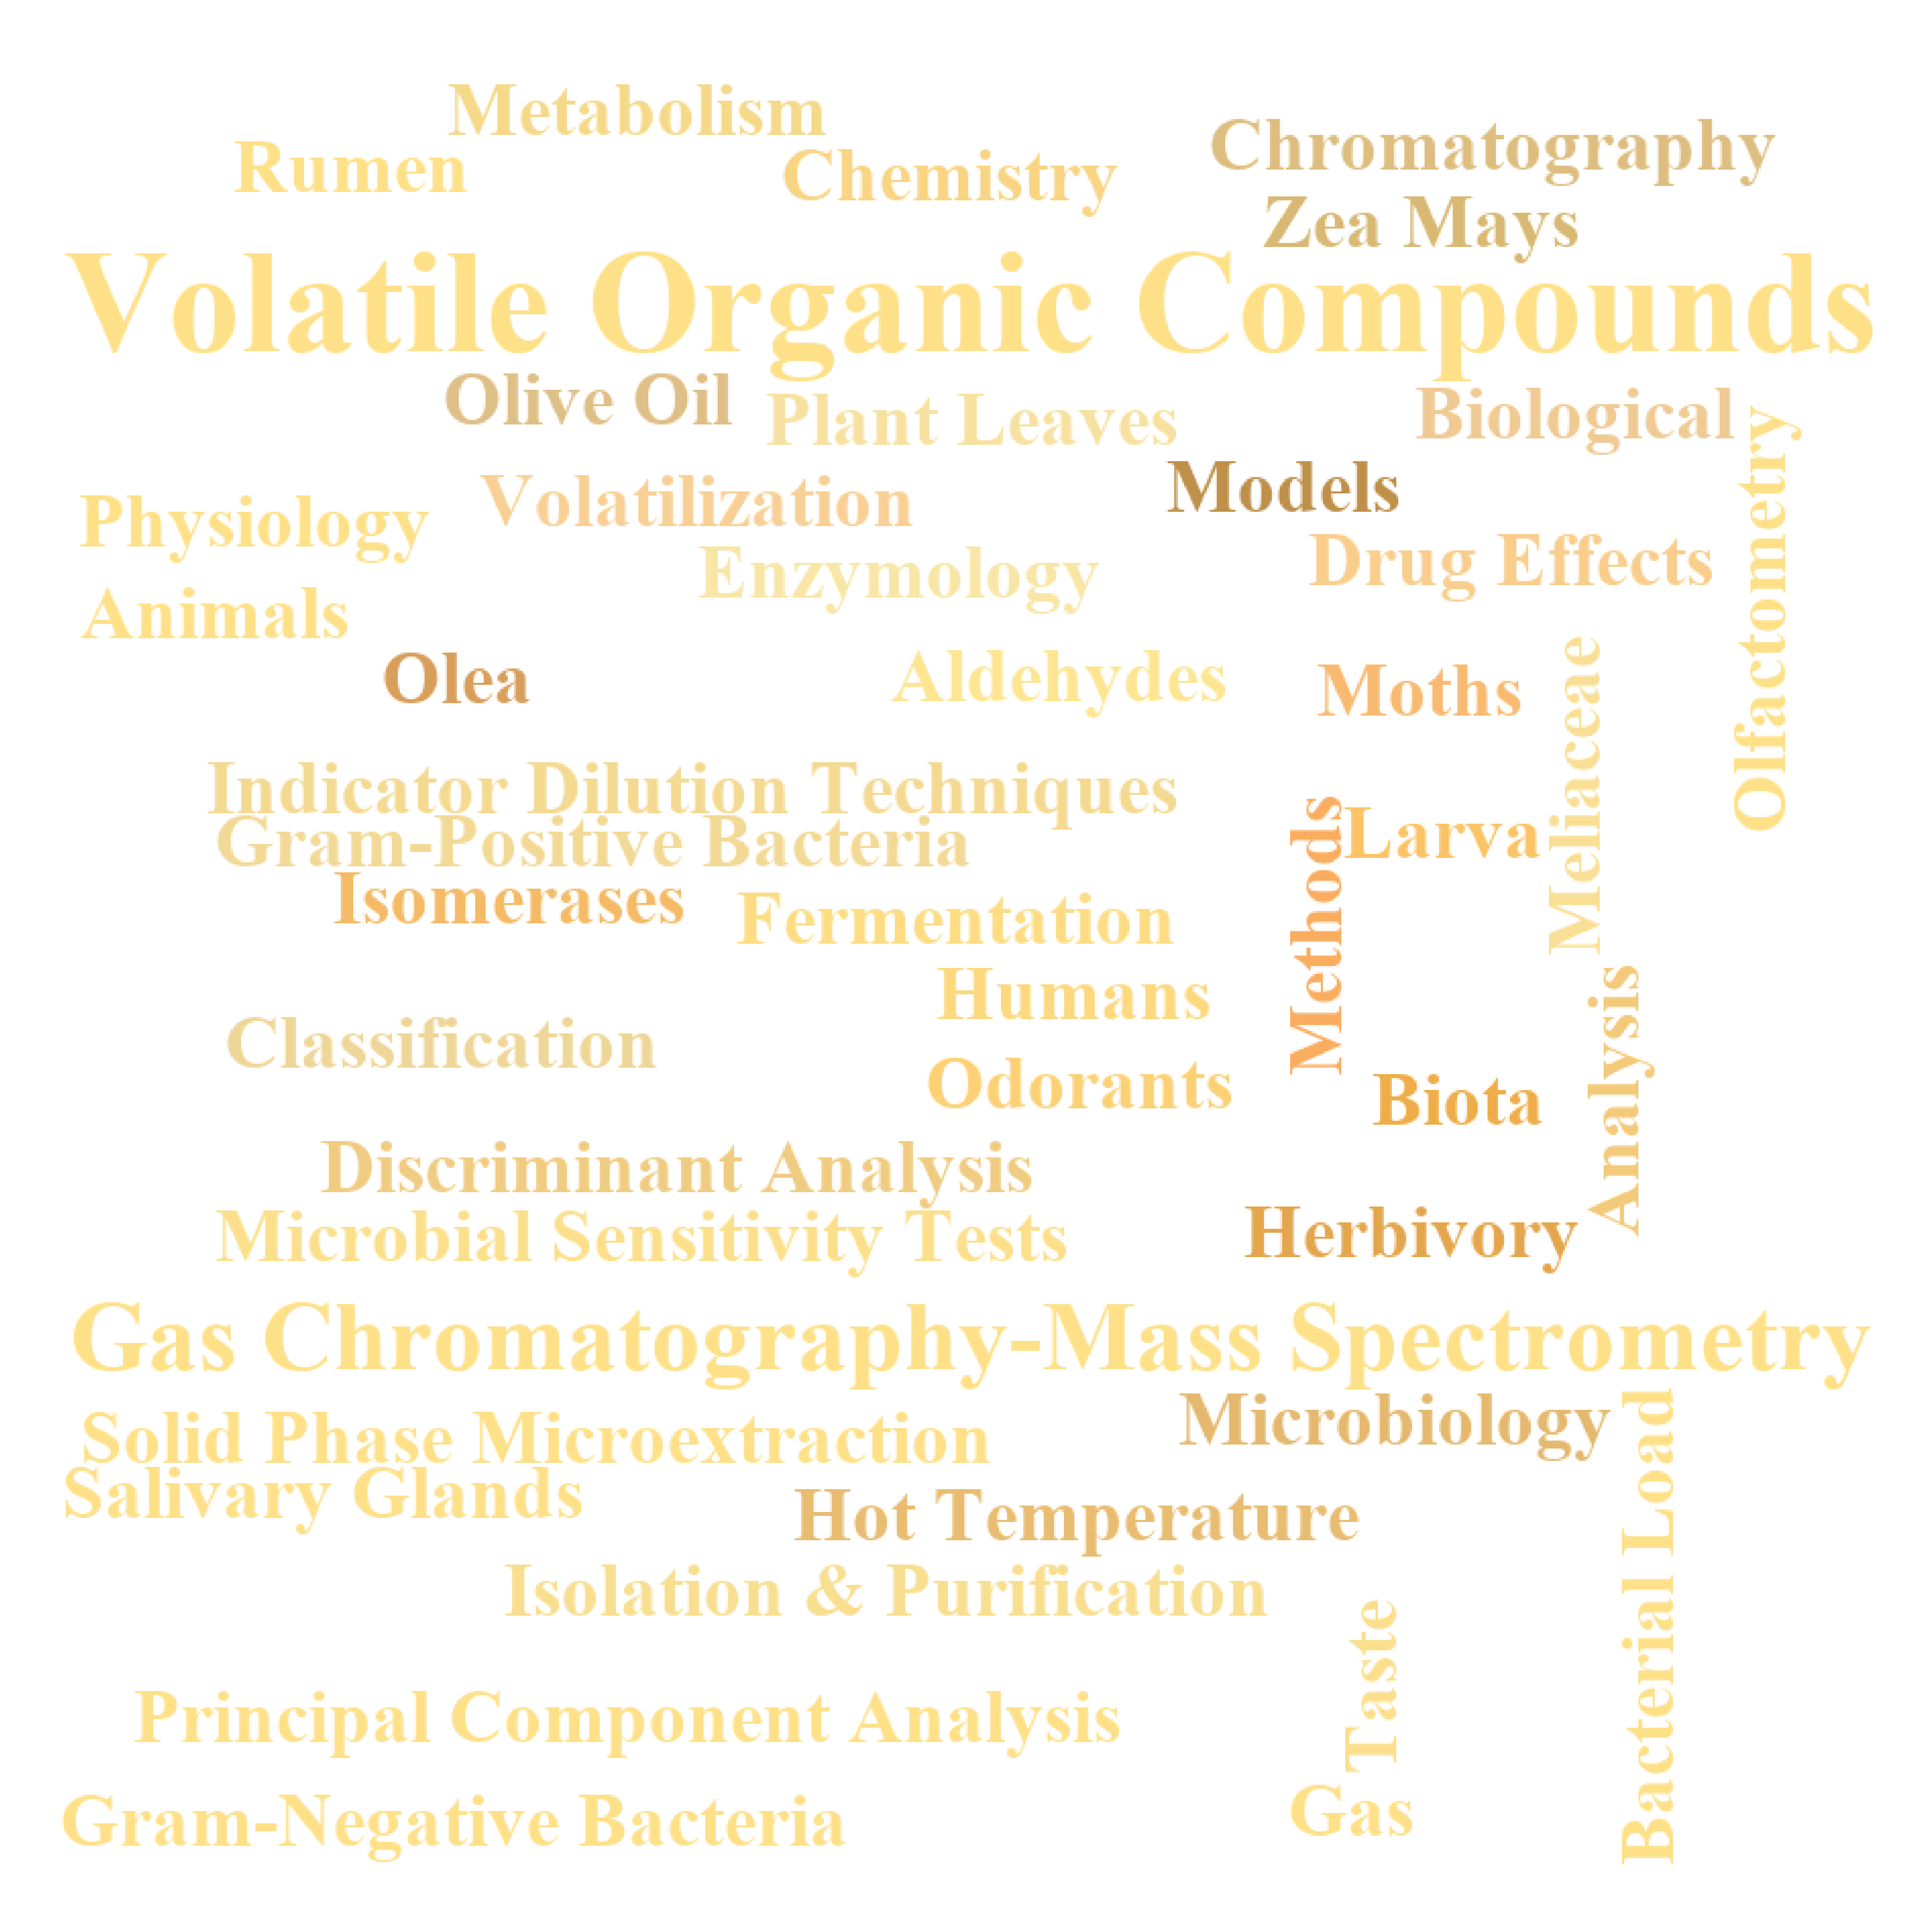 Metabolism
Rumen
Chemistry
Chromatography
Zea Mays
Volatile Organic Compounds
Olive Oil
Plant Leaves
Biological
Olfactometry
Physiology
Volatilization
Models
Enzymology
Drug Effects
Animals
Olea
Aldehydes
Moths
Meliaceae
Indicator Dilution Techniques
Methods
Larva
Gram-Positive Bacteria
Isomerases
Fermentation
Humans
Analysis
Classification
Odorants
Biota
Discriminant Analysis
Microbial Sensitivity Tests
Herbivory
Gas Chromatography-Mass Spectrometry
Microbiology
Bacterial Load
Solid Phase Microextraction
Salivary Glands
Hot Temperature
Isolation & Purification
Taste
Principal Component Analysis
Gas
Gram-Negative Bacteria